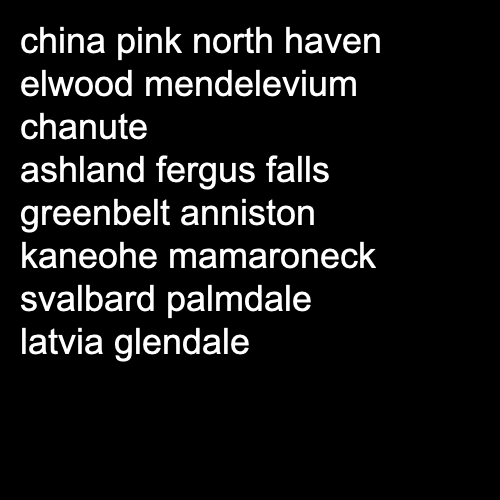 china pink north haven
elwood mendelevium
chanute
ashland fergus falls
greenbelt anniston
kaneohe mamaroneck
svalbard palmdale
latvia glendale